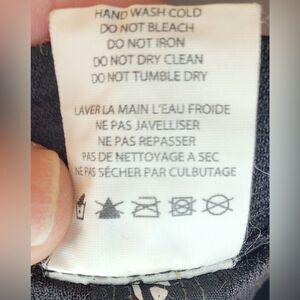 HAND WASH COLD
DO NOT BLEACH
DO NOT IRON
DO NOT DRY CLEAN
DO NOT TUMBLE DRY
LAVER LA MAIN L'EAU FROIDE
NE PAS JAVELLISER
NE PAS REPASSER
PAS DE NETTOYAGE A SEC
NE PAS SÉCHER PAR CULBUTAGE